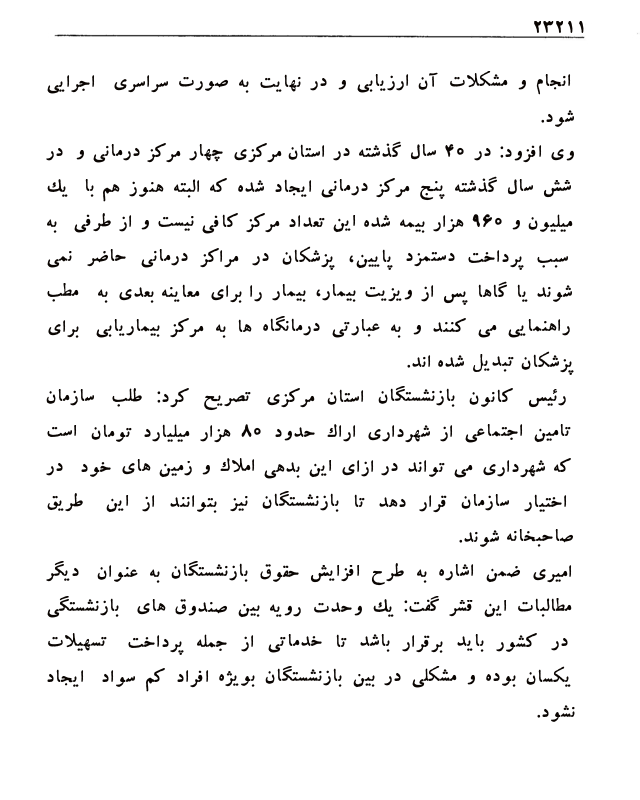 ۲۳۲۱۱
انجام و مشکلات آن ارزیابی و در نهایت به صورت سراسری اجرایی
شود.
وی افزود: در ۴۰ سال گذشته در استان مرکزی چهار مرکز درمانی و در
شش سال گذشته پنج مرکز درمانی ایجاد شده که البته هنوز هم با یك
میلیون و ۹۶۰ هزار بیمه شده این تعداد مرکز کافی نیست و از طرفی به
سبب پرداخت دستمزد پایین، پزشکان در مراکز درمانی حاضر نمی
شوند یا گاها پس از ویزیت بیمار، بیمار را برای معاینه بعدی به مطب
راهنمایی می کنند و به عبارتی درمانگاه ها به مرکز بیماریابی برای
پزشکان تبدیل شده اند.
رئیس کانون بازنشستگان استان مرکزی تصریح کرد: طلب سازمان
تامین اجتماعی از شهرداری اراك حدود ۸۰ هزار میلیارد تومان است
که شهرداری می تواند در ازای این بدهی املاك و زمین های خود در
اختیار سازمان قرار دهد تا بازنشستگان نیز بتوانند از این طریق
صاحبخانه شوند.
امیری ضمن اشاره به طرح افزایش حقوق بازنشستگان به عنوان دیگر
مطالبات این قشر گفت: یك وحدت رویه بین صندوق های بازنشستگی
در کشور باید برقرار باشد تا خدماتی از جمله پرداخت تسهیلات
یکسان بوده و مشکلی در بین بازنشستگان بویژه افراد کم سواد ایجاد
نشود.